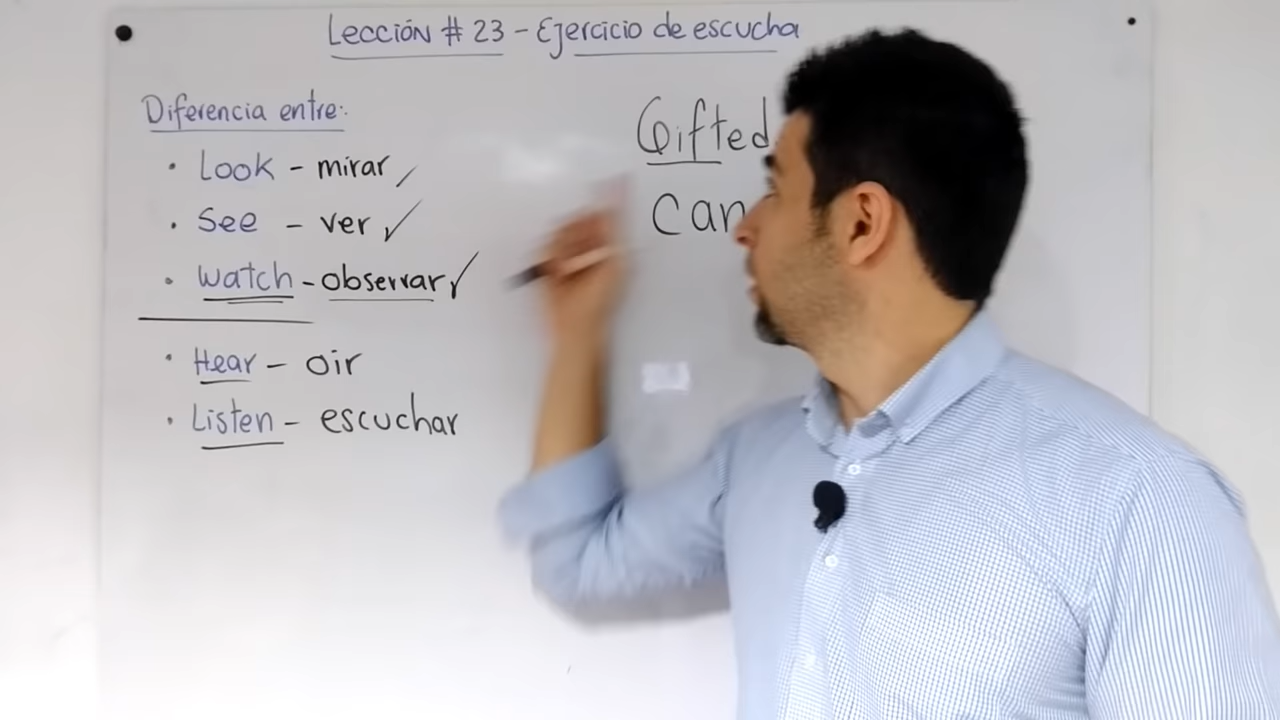 Lección # 23 - Ejercicio de escucha
Diferencia entre:
· Look - mirar
· See - ver ✓
· Watch - observar ✓
· Hear - oir
· Listen - escuchar
Gifted
Can